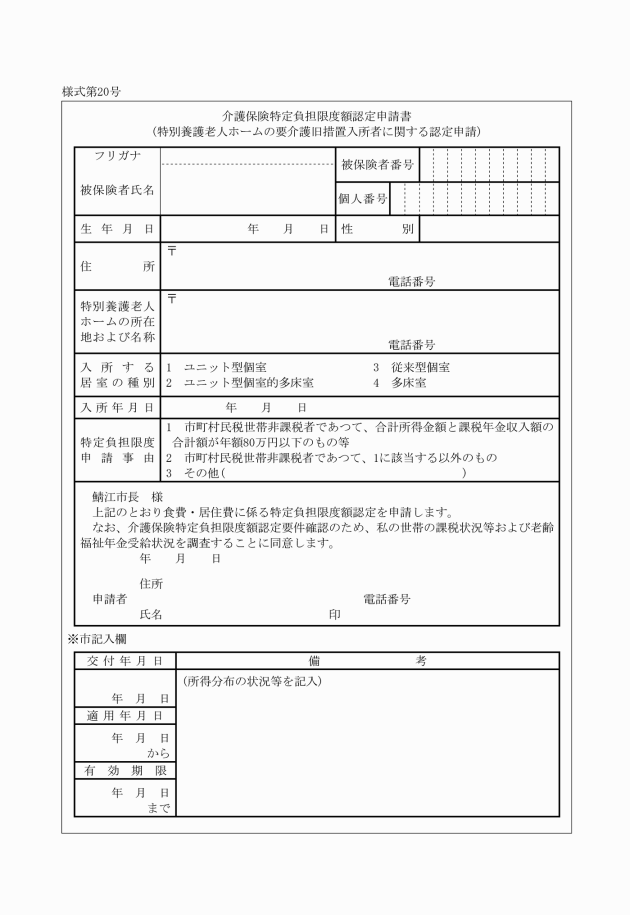 様式第20号
介護保険特定負担限度額認定申請書
(特別養護老人ホームの要介護旧措置入所者に関する認定申請)
フリガナ
被保険者氏名
被保険者番号
個人番号
生年月日 年 月 日 性別
住所 〒
電話番号
特別養護老人
ホームの所在
地および名称
〒
電話番号
入所する
居室の種別
1 ユニット型個室 3 従来型個室
2 ユニット型個室的多床室 4 多床室
入所年月日 年 月 日
特定負担限度
申請事由
1 市町村民税世帯非課税者であつて、合計所得金額と課税年金収入額の
合計額が年額80万円以下のもの等
2 市町村民税世帯非課税者であつて、1に該当する以外のもの
3 その他( )
鯖江市長 様
上記のとおり食費・居住費に係る特定負担限度額認定を申請します。
なお、介護保険特定負担限度額認定要件確認のため、私の世帯の課税状況等および老齢
福祉年金受給状況を調査することに同意します。
年 月 日
住所
申請者 電話番号
氏名 印
※市記入欄
交付年月日 備考
(所得分布の状況等を記入)
年 月 日
適用年月日
年 月 日
から
有効期限
年 月 日
まで